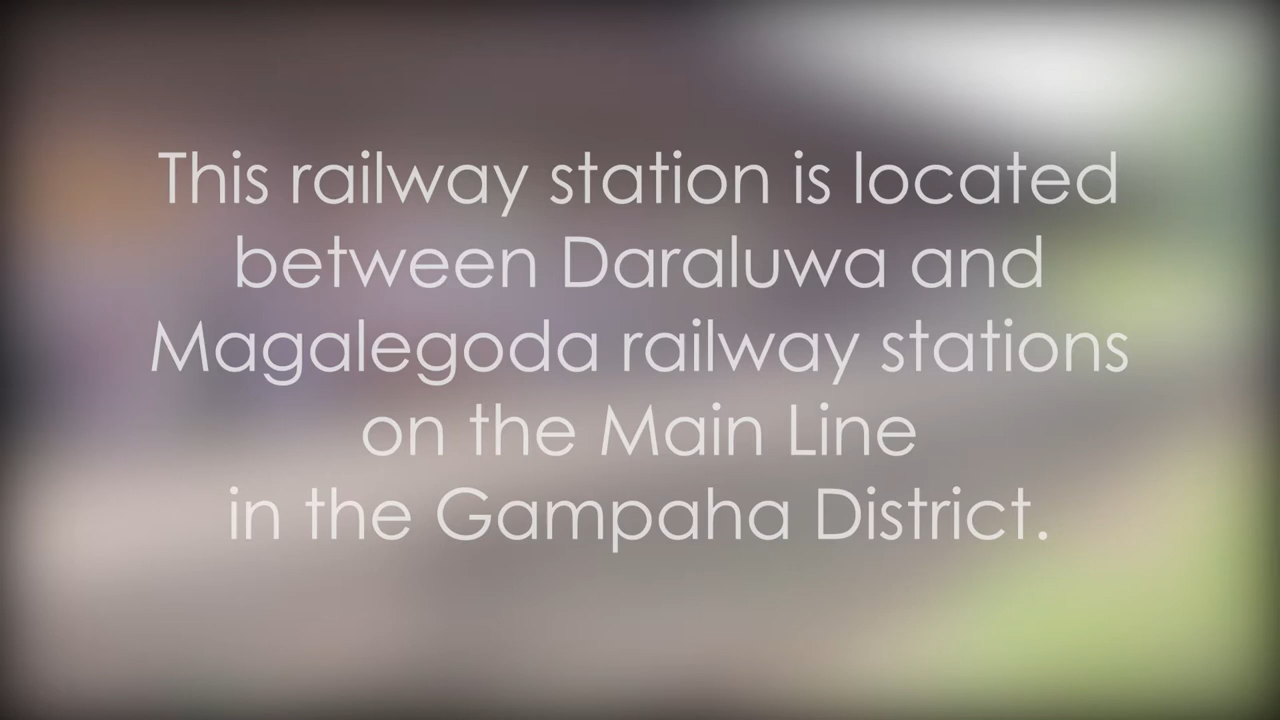 This railway station is located
between Daraluwa and
Magalegoda railway stations
on the Main Line
in the Gampaha District.